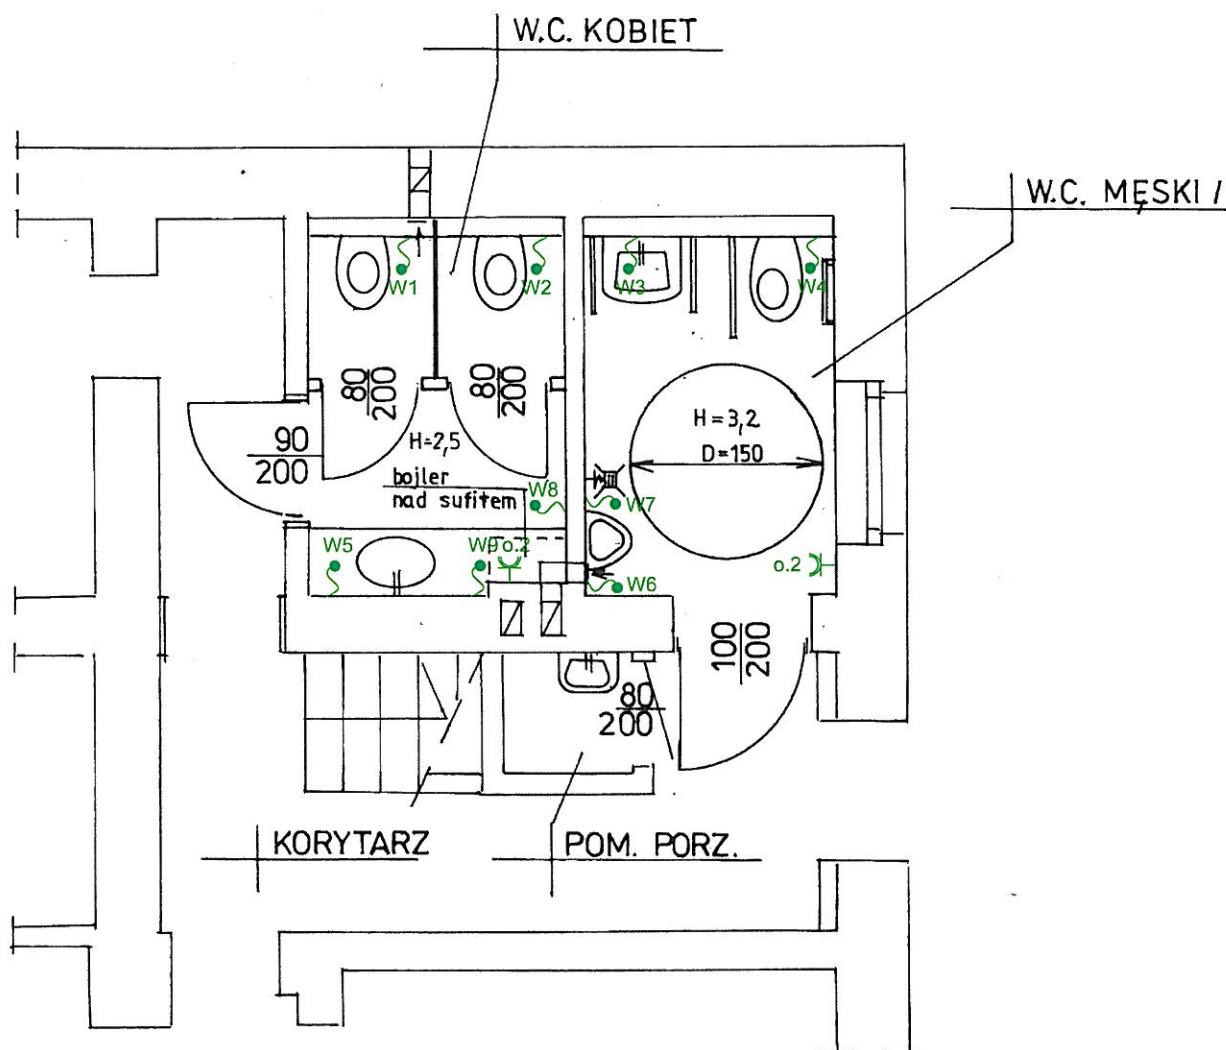 W.C. KOBIET
W.C. MĘSKI /
W1
W2
W3
W4
80
200
80
200
90
200
H=2,5
bojler
nad sufitem
H=3,2
D=150
W8
W7
W5
W9
o.2
W6
o.2
100
200
80
200
KORYTARZ
POM. PORZ.